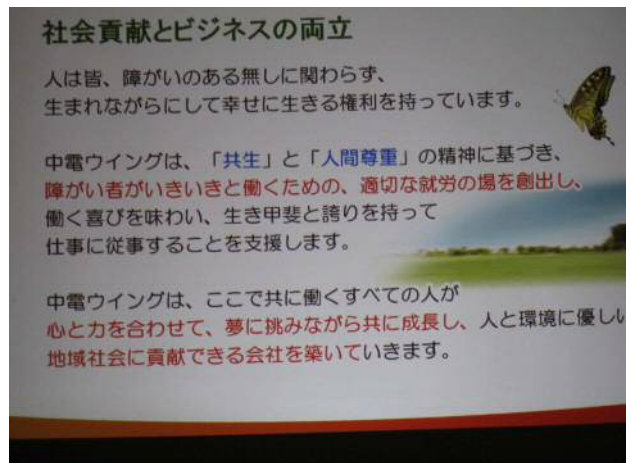 社会貢献とビジネスの両立
人は皆、障がいのある無しに関わらず、
生まれながらにして幸せに生きる権利を持っています。
中電ウイングは、「共生」と「人間尊重」の精神に基づき、
障がい者がいきいきと働くための、適切な就労の場を創出し、
働く喜びを味わい、生き甲斐と誇りを持って
仕事に従事することを支援します。
中電ウイングは、ここで共に働くすべての人が
心と力を合わせて、夢に挑みながら共に成長し、人と環境に優しい
地域社会に貢献できる会社を築いていきます。